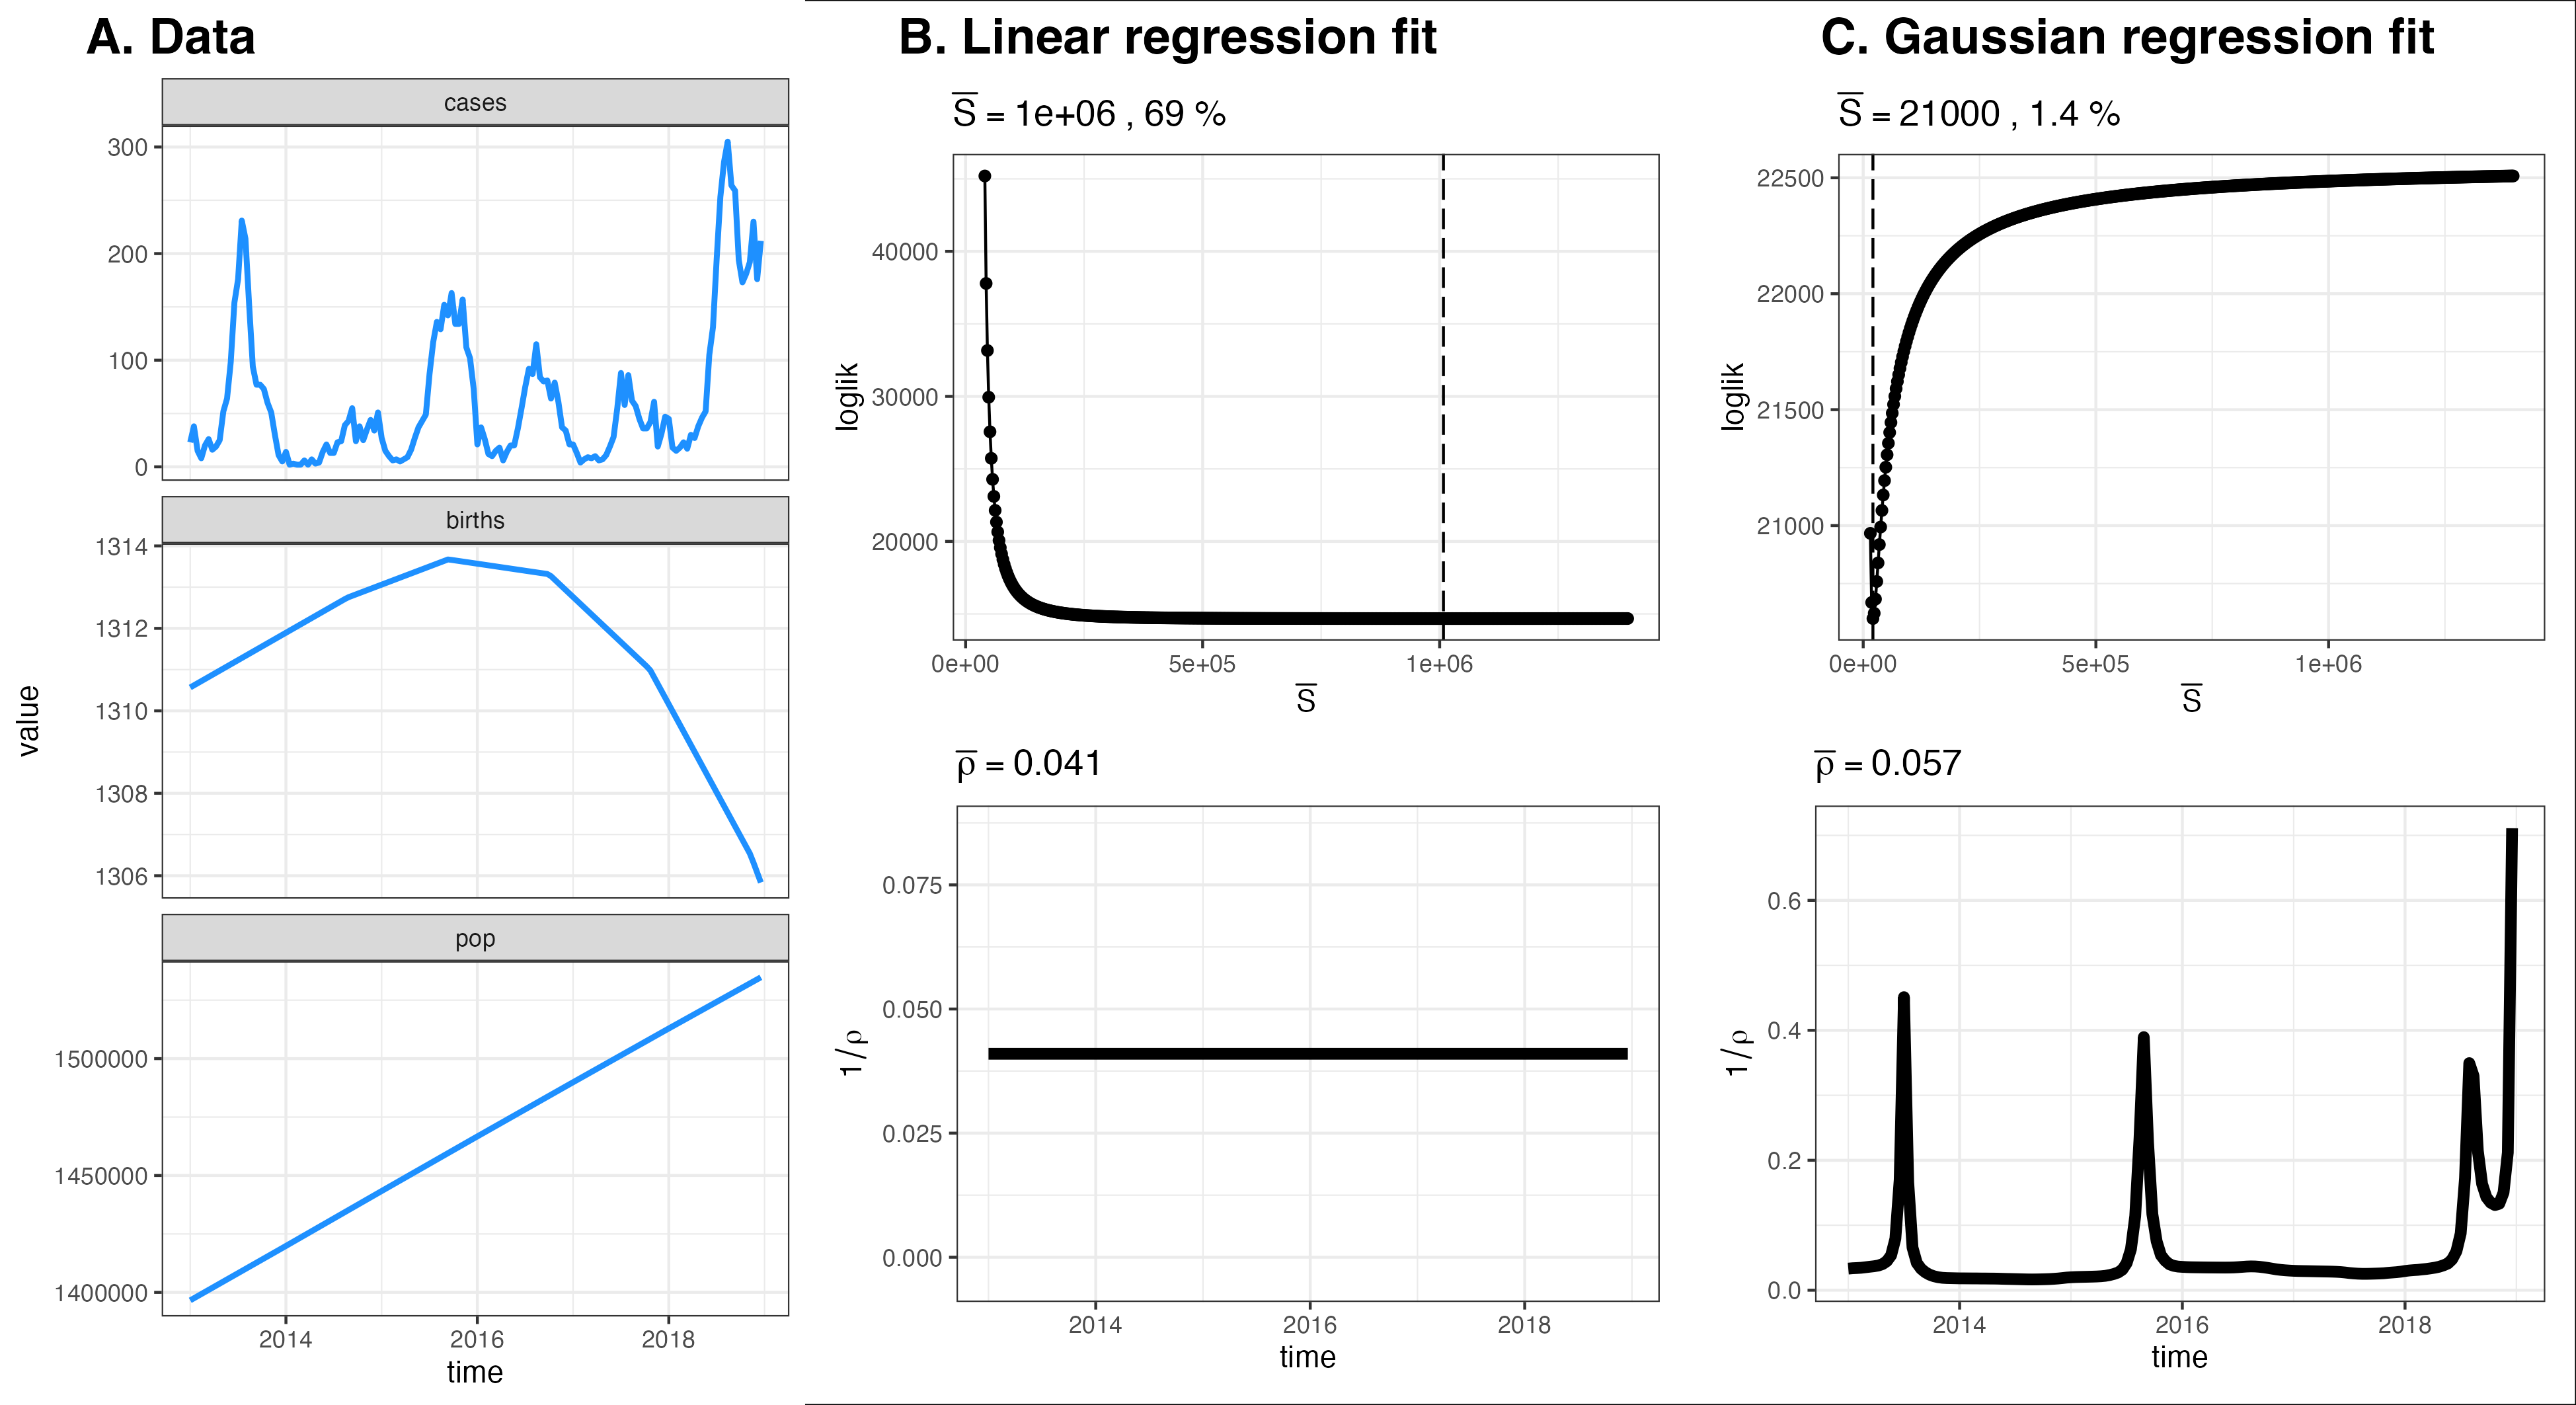 A. Data
cases
300
200
100
0
births
1314
1312
1310
1308
1306
pop
1500000
1450000
1400000
2014 2016 2018
time
value
B. Linear regression fit
S̅ = 1e+06 , 69 %
40000
30000
20000
loglik
0e+00 5e+05 1e+06
S̅
ρ̅ = 0.041
0.075
0.050
0.025
0.000
1/ρ
2014 2016 2018
time
C. Gaussian regression fit
S̅ = 21000 , 1.4 %
22500
22000
21500
21000
loglik
0e+00 5e+05 1e+06
S̅
ρ̅ = 0.057
0.6
0.4
0.2
0.0
1/ρ
2014 2016 2018
time